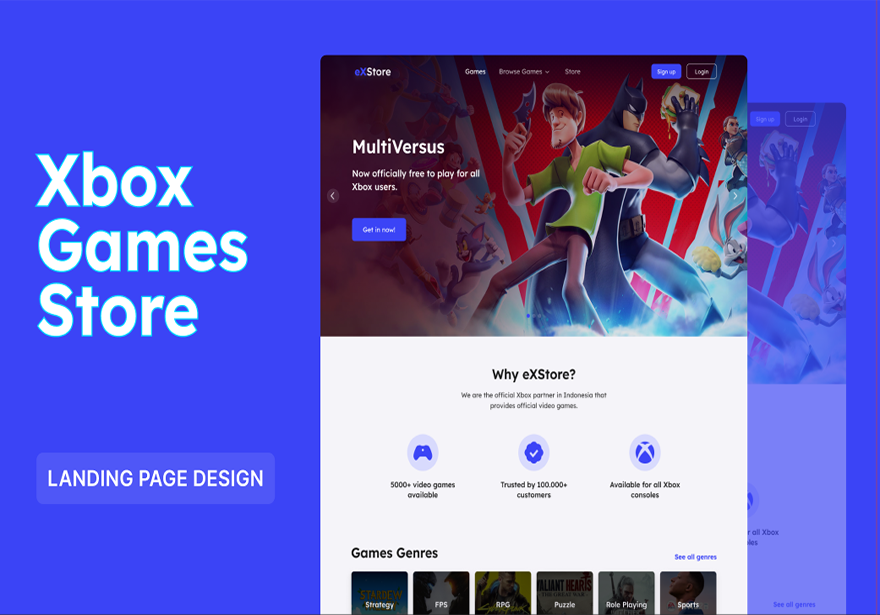 Xbox
Games
Store
LANDING PAGE DESIGN
eXStore
Games
Browse Games
Store
Sign up
Login
MultiVersus
Now officially free to play for all
Xbox users.
Get in now!
Why eXStore?
We are the official Xbox partner in Indonesia that
provides official video games.
5000+ video games
available
Trusted by 100.000+
customers
Available for all Xbox
consoles
Games Genres
See all genres
STARDEW
Strategy
FPS
RPG
VALIANT HEARTS
Puzzle
Role Playing
Sports
Sign up
Login
all Xbox
See all genres